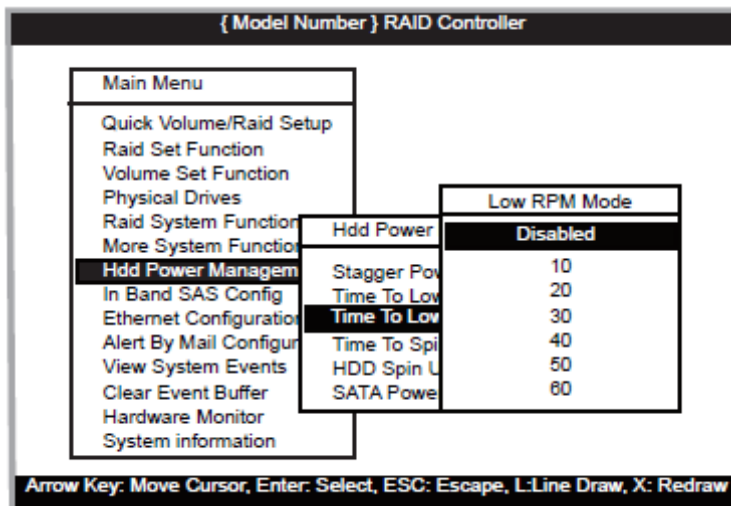 { Model Number } RAID Controller
Main Menu
Quick Volume/Raid Setup
Raid Set Function
Volume Set Function
Physical Drives
Raid System Function
More System Function
Hdd Power Managem
In Band SAS Config
Ethernet Configuration
Alert By Mail Configur
View System Events
Clear Event Buffer
Hardware Monitor
System information
Hdd Power
Stagger Pow
Time To Low
Time To Low
Time To Spi
HDD Spin U
SATA Power
Low RPM Mode
Disabled
10
20
30
40
50
60
Arrow Key: Move Cursor, Enter: Select, ESC: Escape, L:Line Draw, X: Redraw